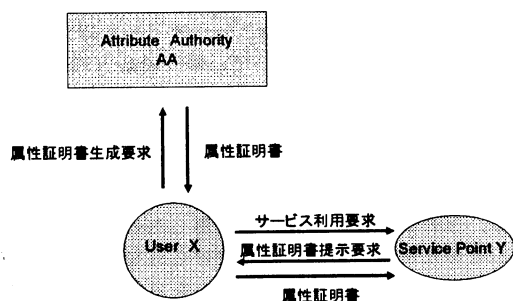 Attribute Authority
AA
属性証明書生成要求
属性証明書
サービス利用要求
User X
属性証明書提示要求
Service Point Y
属性証明書